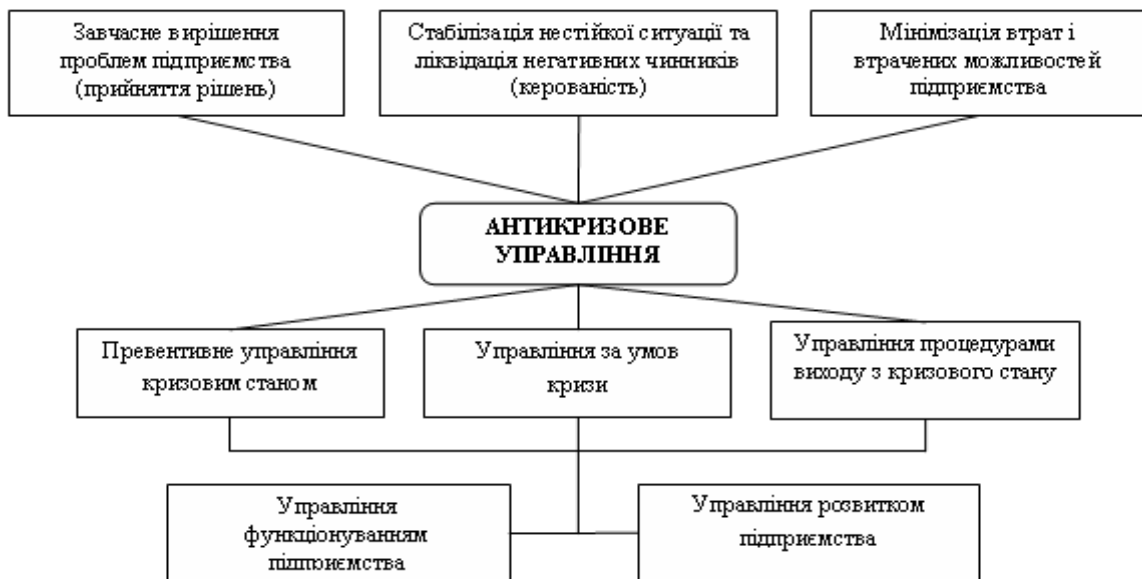 Завчасне вирішення
проблем підприємства
(прийняття рішень)
Стабілізація нестійкої ситуації та
ліквідація негативних чинників
(керованість)
Мінімізація втрат і
втрачених можливостей
підприємства
АНТИКРИЗОВЕ
УПРАВЛІННЯ
Превентивне управління
кризовим станом
Управління за умов
кризи
Управління процедурами
виходу з кризового стану
Управління
функціонуванням
підприємства
Управління розвитком
підприємства